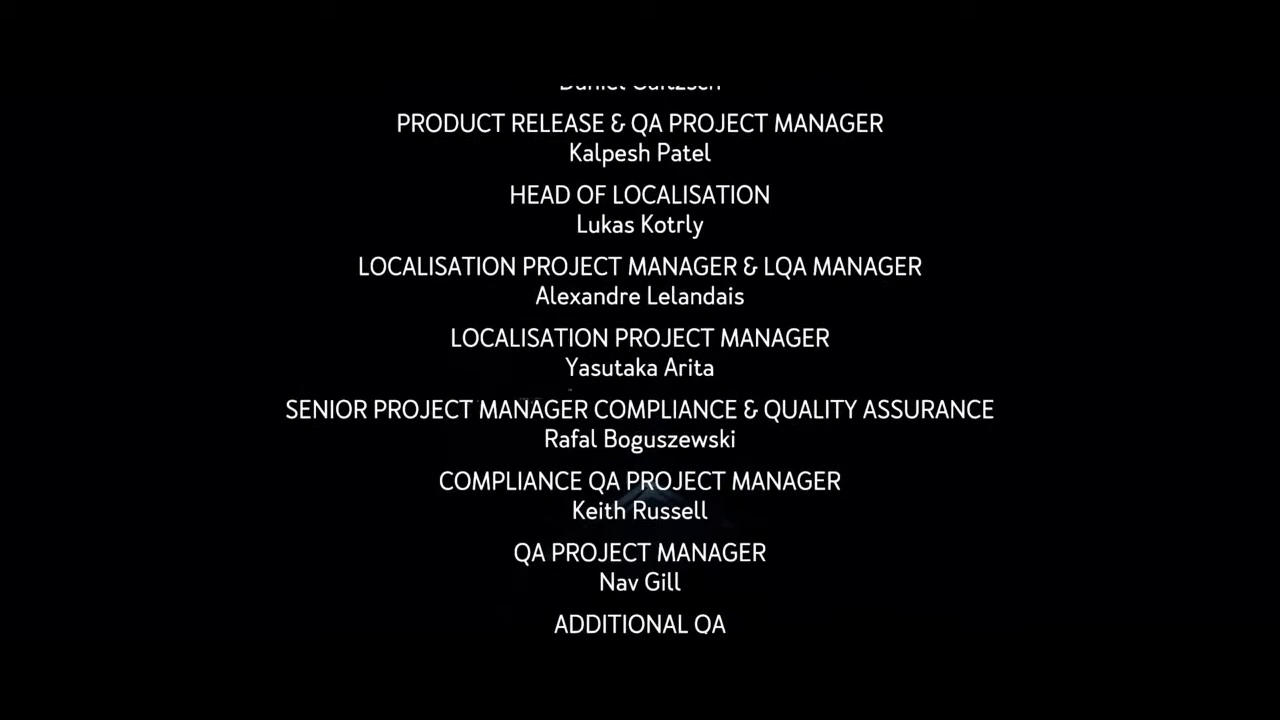 PRODUCT RELEASE & QA PROJECT MANAGER
Kalpesh Patel
HEAD OF LOCALISATION
Lukas Kotrly
LOCALISATION PROJECT MANAGER & LQA MANAGER
Alexandre Lelandais
LOCALISATION PROJECT MANAGER
Yasutaka Arita
SENIOR PROJECT MANAGER COMPLIANCE & QUALITY ASSURANCE
Rafal Boguszewski
COMPLIANCE QA PROJECT MANAGER
Keith Russell
QA PROJECT MANAGER
Nav Gill
ADDITIONAL QA